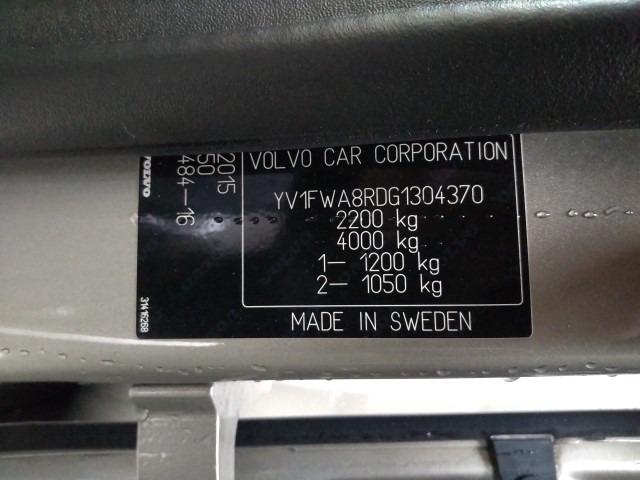 VOLVO CAR CORPORATION
YV1FWA8RDG1304370
2200 kg
4000 kg
1- 1200 kg
2- 1050 kg
MADE IN SWEDEN
2015
50
484-16
VOLVO
31416268